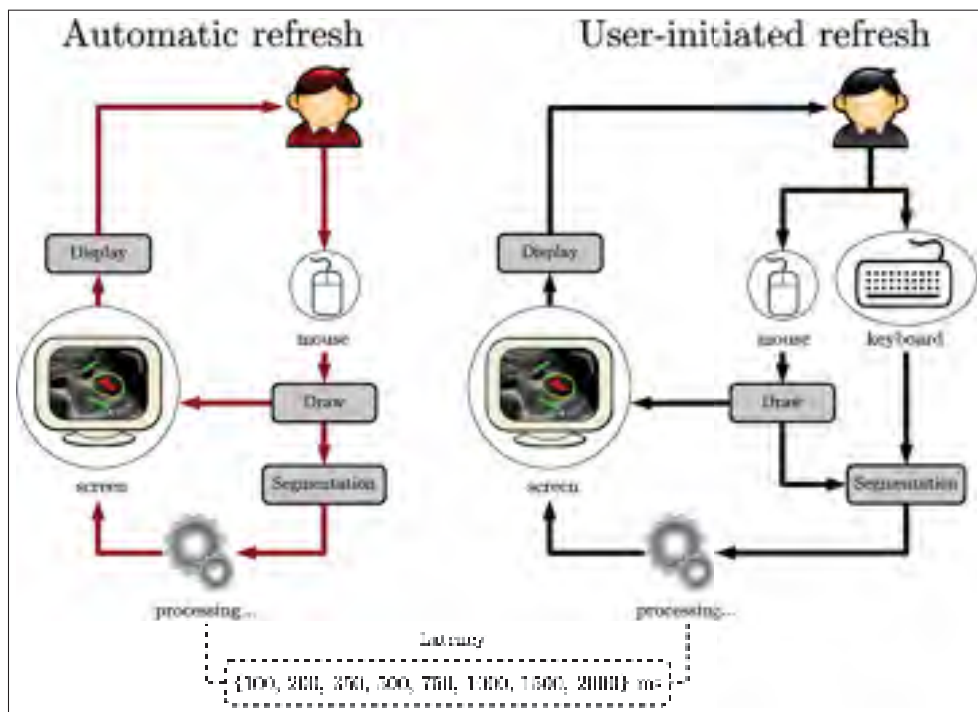 Automatic refresh
User-initiated refresh
Display
mouse
Draw
screen
Segmentation
processing...
Display
mouse
keyboard
Draw
screen
Segmentation
processing...
Latency
{100, 200, 350, 500, 750, 1000, 1500, 2000} ms